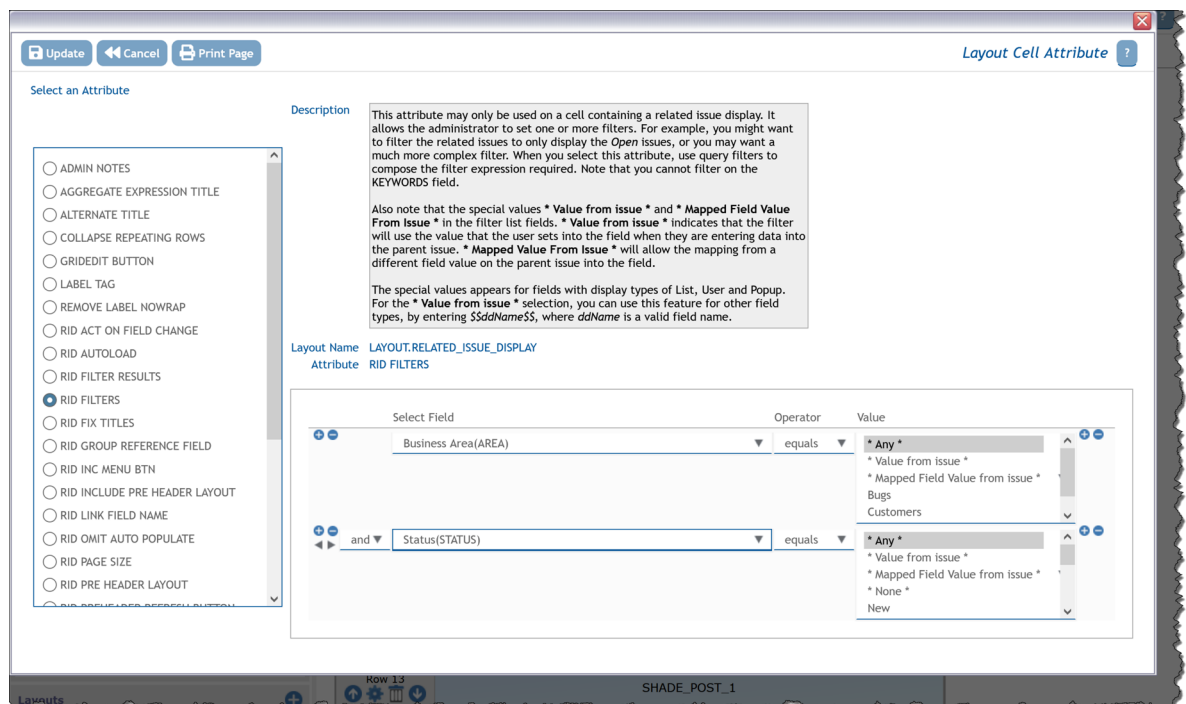 ?
Update Cancel Print Page Layout Cell Attribute ?
Select an Attribute
Description
This attribute may only be used on a cell containing a related issue display. It
allows the administrator to set one or more filters. For example, you might want
to filter the related issues to only display the Open issues, or you may want a
much more complex filter. When you select this attribute, use query filters to
compose the filter expression required. Note that you cannot filter on the
KEYWORDS field.
Also note that the special values * Value from issue * and * Mapped Field Value
From Issue * in the filter list fields. * Value from issue * indicates that the filter
will use the value that the user sets into the field when they are entering data into
the parent issue. * Mapped Value From Issue * will allow the mapping from a
different field value on the parent issue into the field.
The special values appears for fields with display types of List, User and Popup.
For the * Value from issue * selection, you can use this feature for other field
types, by entering $$ddName$$, where ddName is a valid field name.
ADMIN NOTES
AGGREGATE EXPRESSION TITLE
ALTERNATE TITLE
COLLAPSE REPEATING ROWS
GRIDEDIT BUTTON
LABEL TAG
REMOVE LABEL NOWRAP
RID ACT ON FIELD CHANGE
RID AUTOLOAD
RID FILTER RESULTS
RID FILTERS
RID FIX TITLES
RID GROUP REFERENCE FIELD
RID INC MENU BTN
RID INCLUDE PRE HEADER LAYOUT
RID LINK FIELD NAME
RID OMIT AUTO POPULATE
RID PAGE SIZE
RID PRE HEADER LAYOUT
RID PREHEADER REFRESH BUTTON
Layout Name LAYOUT.RELATED_ISSUE_DISPLAY
Attribute RID FILTERS
Select Field Operator Value
Business Area(AREA) equals * Any *
* Value from issue *
* Mapped Field Value from issue *
Bugs
Customers
and Status(STATUS) equals * Any *
* Value from issue *
* Mapped Field Value from issue *
* None *
New
Row 13
SHADE_POST_1
Layouts